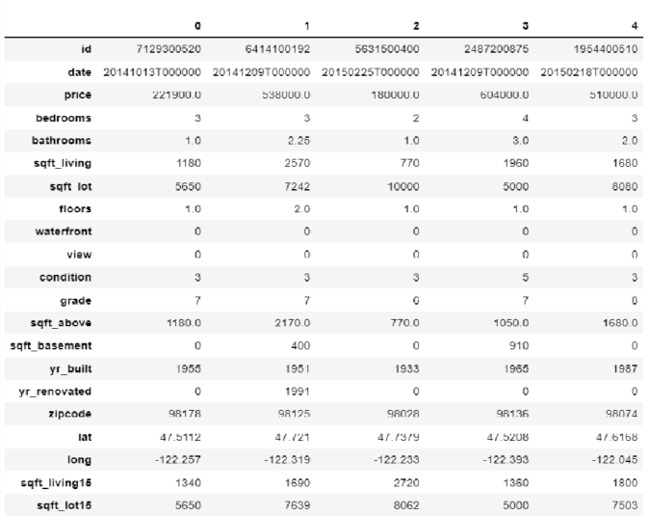 0 1 2 3 4
id 7129300520 6414100192 5631500400 2487200875 1954400510
date 20141013T000000 20141209T000000 20150225T000000 20141209T000000 20150218T000000
price 221900.0 538000.0 180000.0 604000.0 510000.0
bedrooms 3 3 2 4 3
bathrooms 1.0 2.25 1.0 3.0 2.0
sqft_living 1180 2570 770 1960 1680
sqft_lot 5650 7242 10000 5000 8080
floors 1.0 2.0 1.0 1.0 1.0
waterfront 0 0 0 0 0
view 0 0 0 0 0
condition 3 3 3 5 3
grade 7 7 6 7 8
sqft_above 1180.0 2170.0 770.0 1050.0 1680.0
sqft_basement 0 400 0 910 0
yr_built 1955 1951 1933 1965 1987
yr_renovated 0 1991 0 0 0
zipcode 98178 98125 98028 98136 98074
lat 47.5112 47.721 47.7379 47.5208 47.6168
long -122.257 -122.319 -122.233 -122.393 -122.045
sqft_living15 1340 1690 2720 1360 1800
sqft_lot15 5650 7639 8062 5000 7503